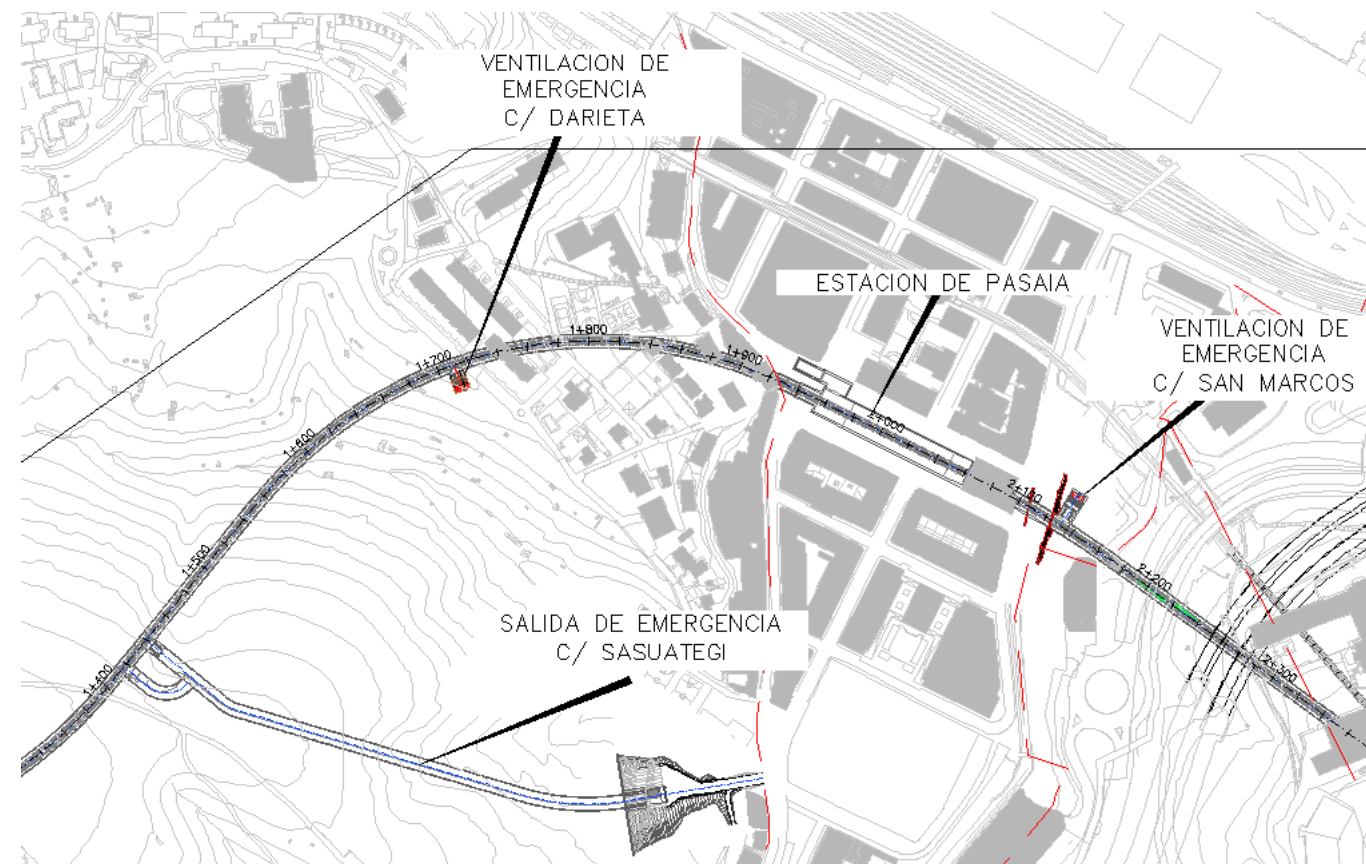 VENTILACION DE
EMERGENCIA
C/ DARIETA
ESTACION DE PASAIA
VENTILACION DE
EMERGENCIA
C/ SAN MARCOS
1+800
1+700
1+900
2+000
1+600
2+100
1+500
2+200
SALIDA DE EMERGENCIA
C/ SASUATEGI
1+400
2+300